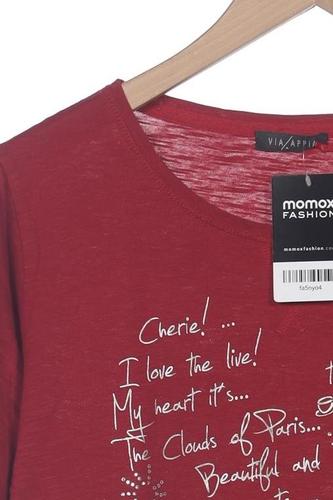 VIA APPIA
momox
FASHION
momoxfashion.co
fa5nyo4
Cherie! ...
I love the live!
My heart it's...
The Clouds of Paris...
Beautiful and